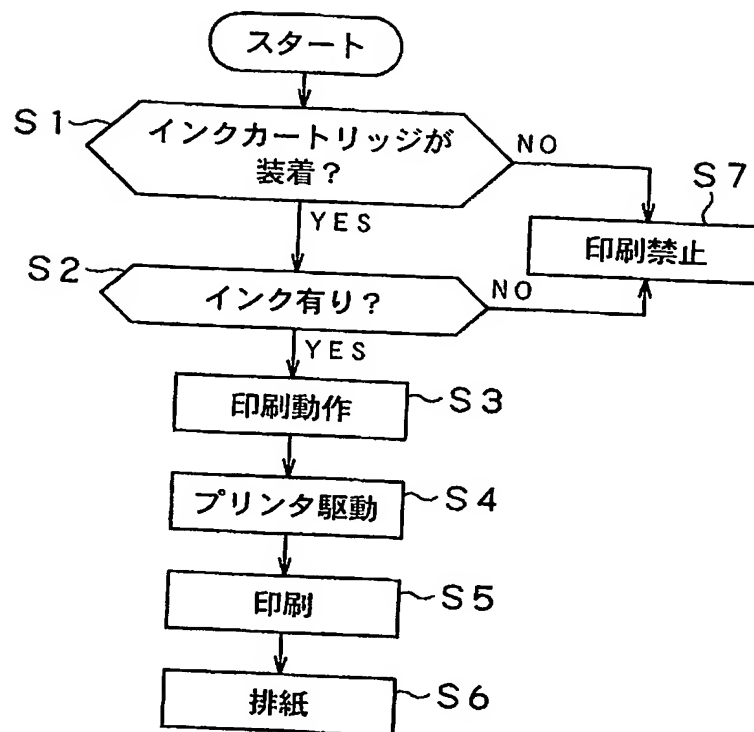 スタート
S1
インクカートリッジが
装着?
NO
S7
YES
印刷禁止
S2
インク有り?
NO
YES
印刷動作
S3
プリンタ駆動
S4
印刷
S5
排紙
S6